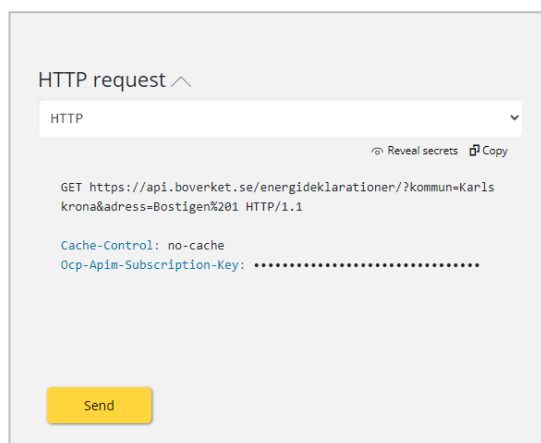 HTTP request
HTTP
Reveal secrets Copy
GET https://api.boverket.se/energideklarationer/?kommun=Karls
krona&adress=Bostigen%201 HTTP/1.1
Cache-Control: no-cache
Ocp-Apim-Subscription-Key: ••••••••••••••••••••••••••••••••
Send